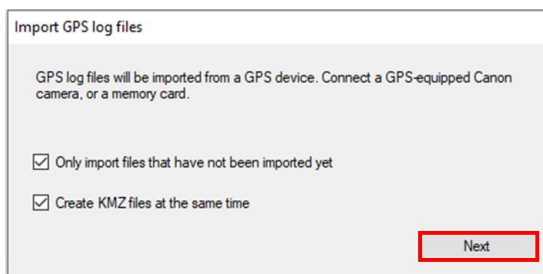 Import GPS log files
GPS log files will be imported from a GPS device. Connect a GPS-equipped Canon
camera, or a memory card.
Only import files that have not been imported yet
Create KMZ files at the same time
Next